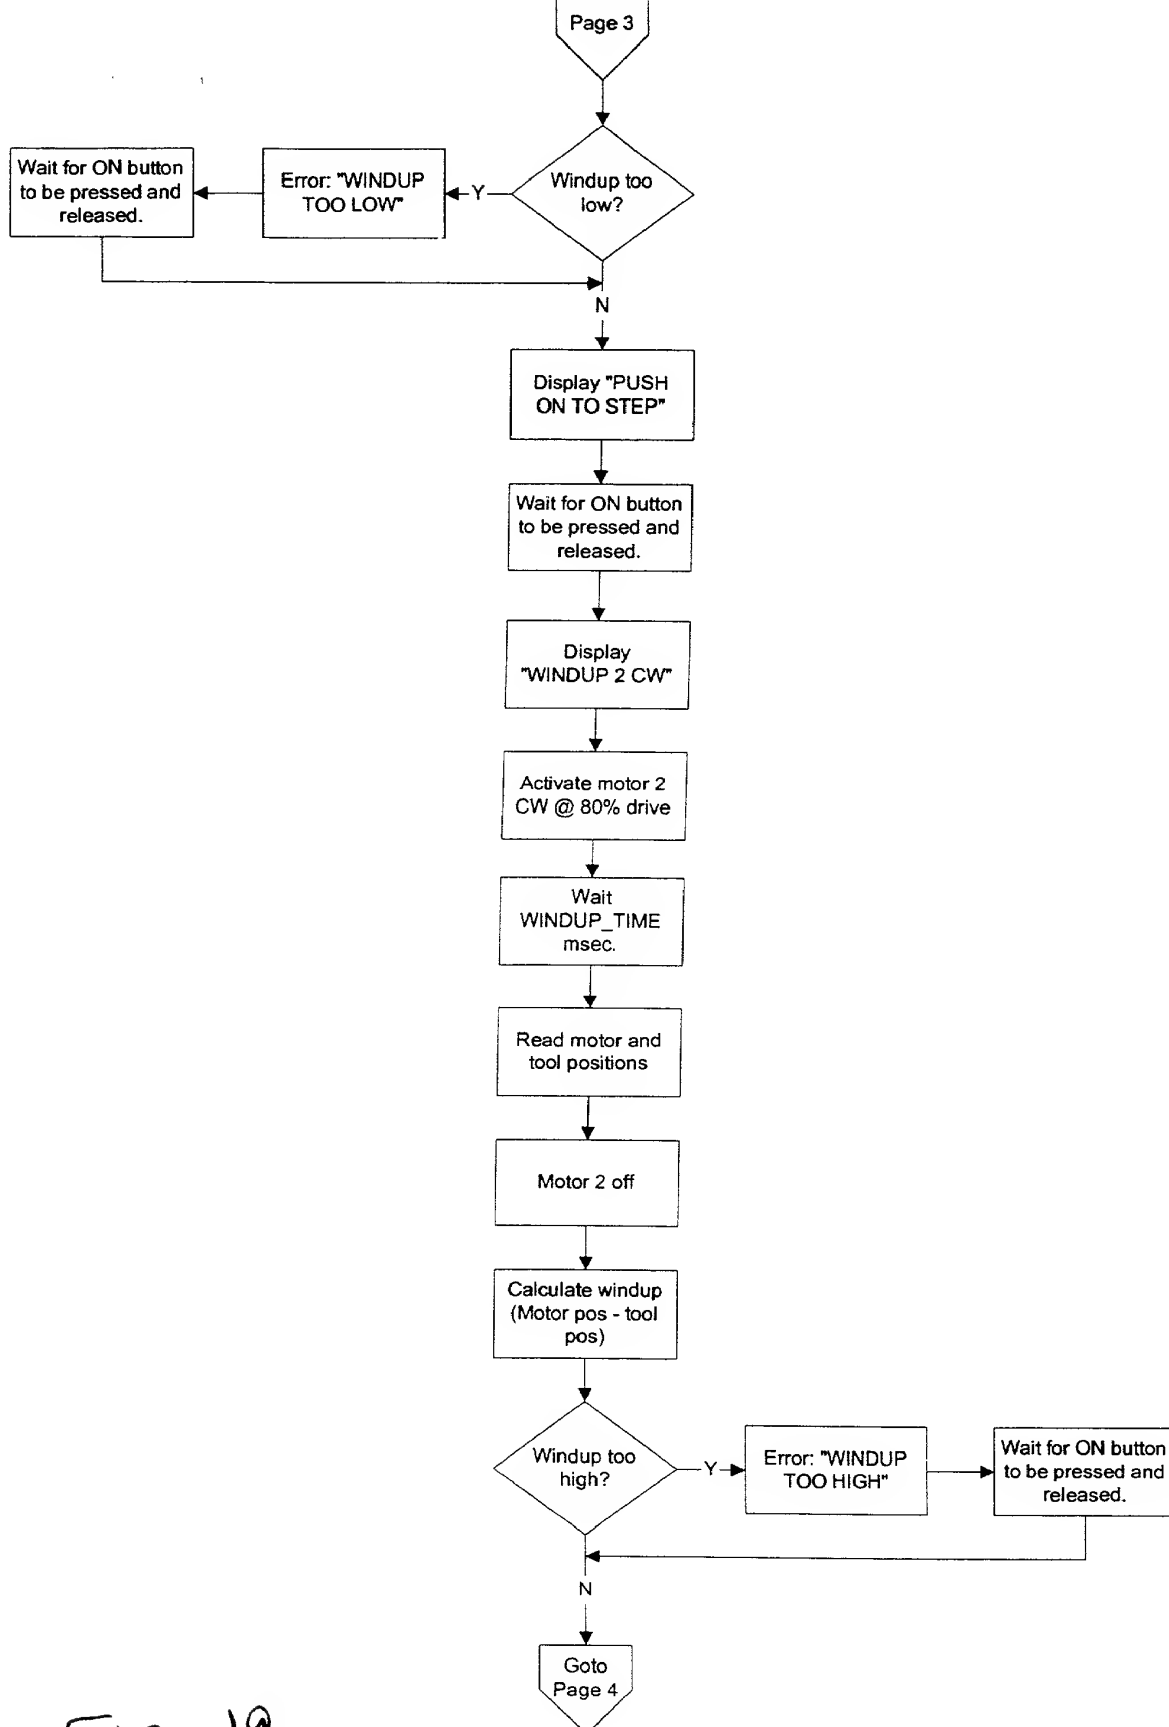 Page 3
Windup too
low?
Y
Error: "WINDUP
TOO LOW"
Wait for ON button
to be pressed and
released.
N
Display "PUSH
ON TO STEP"
Wait for ON button
to be pressed and
released.
Display
"WINDUP 2 CW"
Activate motor 2
CW @ 80% drive
Wait
WINDUP_TIME
msec.
Read motor and
tool positions
Motor 2 off
Calculate windup
(Motor pos - tool
pos)
Windup too
high?
Y
Error: "WINDUP
TOO HIGH"
Wait for ON button
to be pressed and
released.
N
Goto
Page 4